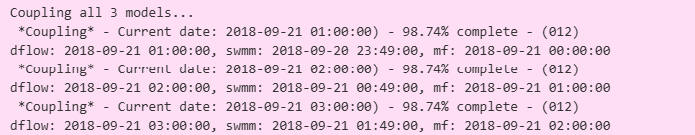 Coupling all 3 models...
*Coupling* - Current date: 2018-09-21 01:00:00) - 98.74% complete - (012)
dflow: 2018-09-21 01:00:00, swmm: 2018-09-20 23:49:00, mf: 2018-09-21 00:00:00
*Coupling* - Current date: 2018-09-21 02:00:00) - 98.74% complete - (012)
dflow: 2018-09-21 02:00:00, swmm: 2018-09-21 00:49:00, mf: 2018-09-21 01:00:00
*Coupling* - Current date: 2018-09-21 03:00:00) - 98.74% complete - (012)
dflow: 2018-09-21 03:00:00, swmm: 2018-09-21 01:49:00, mf: 2018-09-21 02:00:00